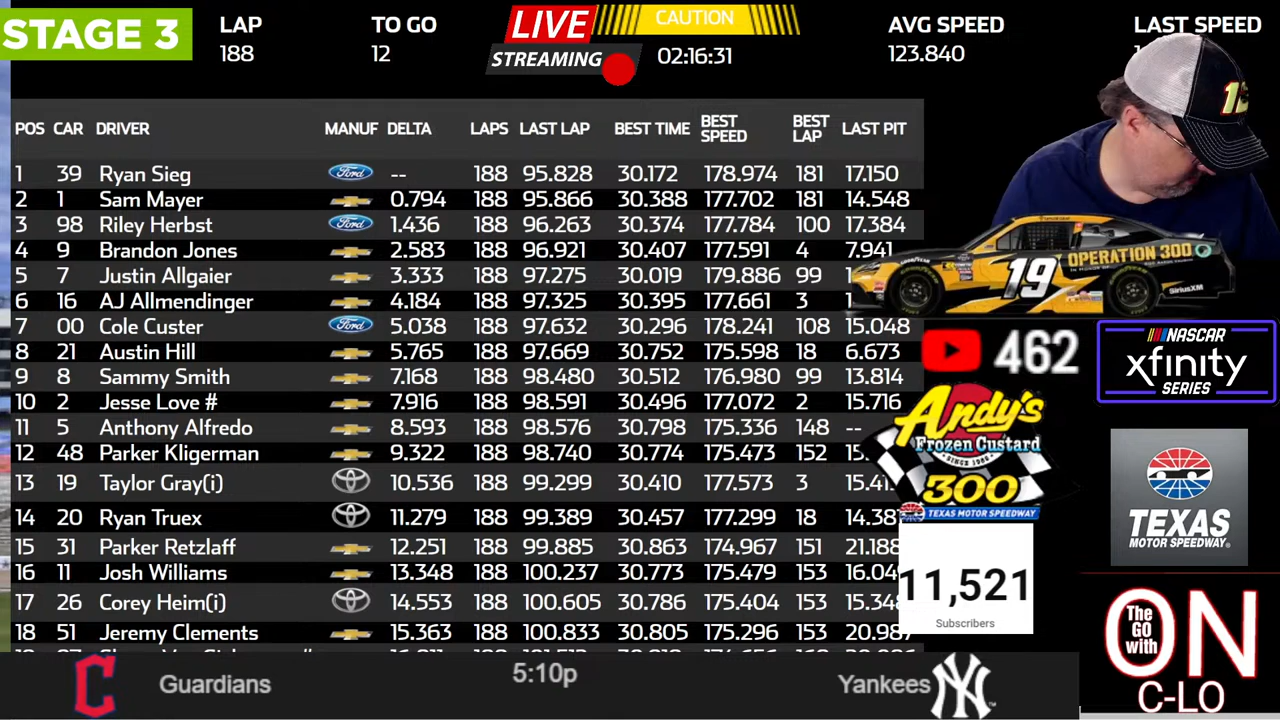 STAGE 3
LAP TO GO LIVE CAUTION AVG SPEED LAST SPEED
188 12 STREAMING 02:16:31 123.840
POS CAR DRIVER MANUF DELTA LAPS LAST LAP BEST TIME BEST SPEED BEST LAP LAST PIT
1 39 Ryan Sieg Ford -- 188 95.828 30.172 178.974 181 17.150
2 1 Sam Mayer 0.794 188 95.866 30.388 177.702 181 14.548
3 98 Riley Herbst Ford 1.436 188 96.263 30.374 177.784 100 17.384
4 9 Brandon Jones 2.583 188 96.921 30.407 177.591 4 7.941
5 7 Justin Allgaier 3.333 188 97.275 30.019 179.886 99
6 16 AJ Allmendinger 4.184 188 97.325 30.395 177.661 3
7 00 Cole Custer Ford 5.038 188 97.632 30.296 178.241 108 15.048
8 21 Austin Hill 5.765 188 97.669 30.752 175.598 18 6.673
9 8 Sammy Smith 7.168 188 98.480 30.512 176.980 99 13.814
10 2 Jesse Love # 7.916 188 98.591 30.496 177.072 2 15.716
11 5 Anthony Alfredo 8.593 188 98.576 30.798 175.336 148 --
12 48 Parker Kligerman 9.322 188 98.740 30.774 175.473 152
13 19 Taylor Gray(i) 10.536 188 99.299 30.410 177.573 3
14 20 Ryan Truex 11.279 188 99.389 30.457 177.299 18
15 31 Parker Retzlaff 12.251 188 99.885 30.863 174.967 151 21.188
16 11 Josh Williams 13.348 188 100.237 30.773 175.479 153
17 26 Corey Heim(i) 14.553 188 100.605 30.786 175.404 153
18 51 Jeremy Clements 15.363 188 100.833 30.805 175.296 153 20.987
OPERATION 300
19
SiriusXM
462
NASCAR
xfinity
SERIES
Andy's
Frozen Custard
SINCE 1986
300
TEXAS MOTOR SPEEDWAY
TEXAS
MOTOR SPEEDWAY
11,521
Subscribers
The
GO
with
ON
C-LO
C Guardians 5:10p Yankees NY